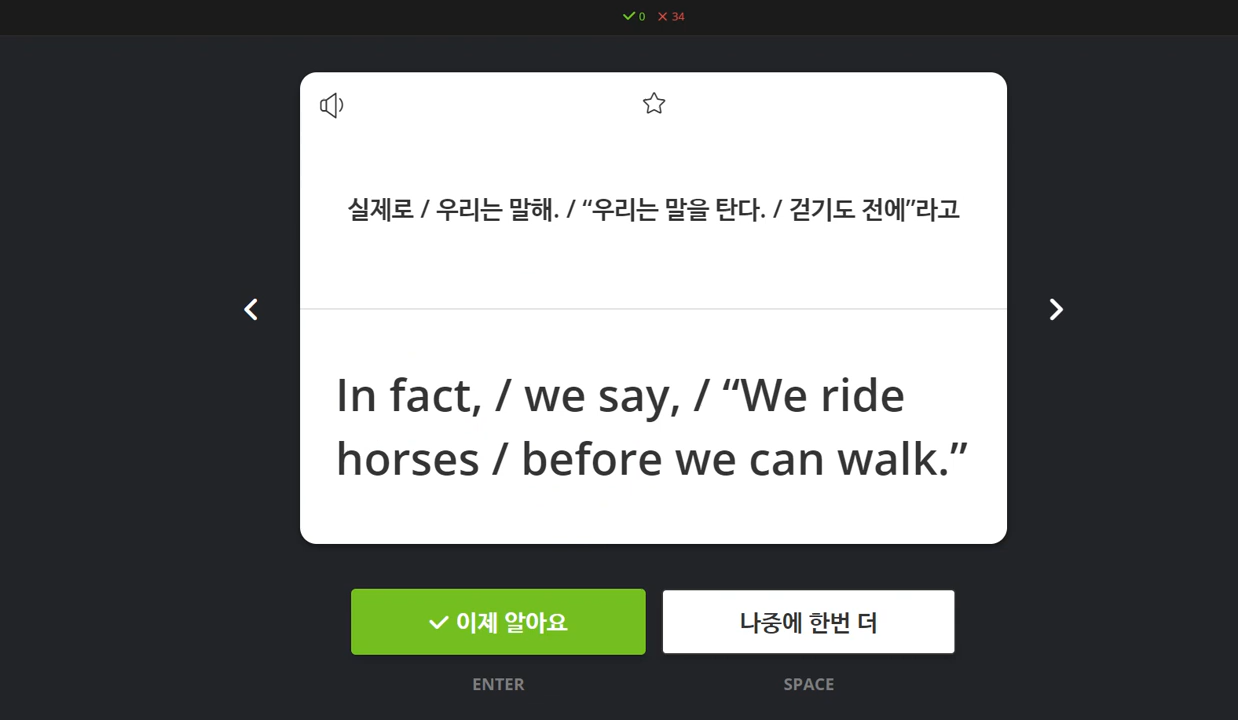 0 34
실제로 / 우리는 말해. / “우리는 말을 탄다. / 걷기도 전에”라고
In fact, / we say, / “We ride
horses / before we can walk.”
이제 알아요 나중에 한번 더
ENTER SPACE